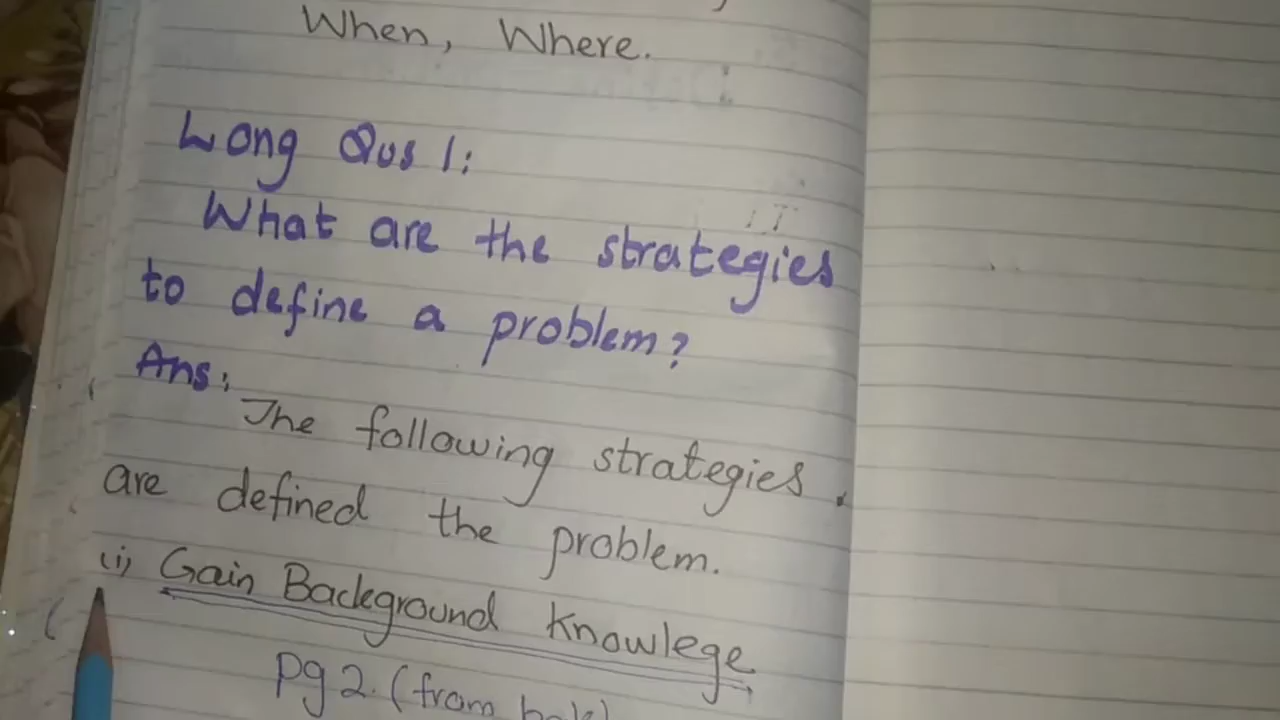 When, Where.
Long Qus 1:
What are the strategies
to define a problem?
Ans:
The following strategies.
are defined the problem.
(i) Gain Background Knowlege
Pg 2. (from